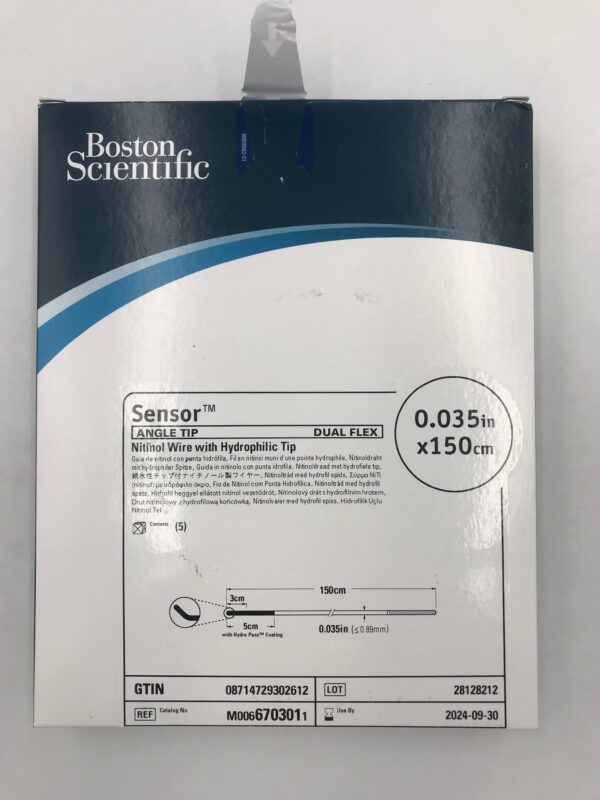 Boston
Scientific
0.035in
x150cm
Sensor™
ANGLE TIP DUAL FLEX
Nitinol Wire with Hydrophilic Tip
Guía de nitinol con punta hidrófila, Fil en nitinol muni d'une pointe hydrophile, Nitinoldraht
mit hydrophiler Spitze, Guida in nitinolo con punta idrofila, Nitinoldraad met hydrofiele tip,
親水性チップ付ナイチノール製ワイヤー, Nitinoltråd med hydrofil spids, Σύρμα NiTi
(nitinol) με υδρόφιλο άκρο, Fio de Nitinol com Ponta Hidrofílica, Nitinoltråd med hydrofil
spets, Hidrofil heggyel ellátott nitinol vezetődrót, Nitinolový drát s hydrofilním hrotem,
Drut nitinolowy z hydrofilową końcówką, Nitinolvaier med hydrofil spiss, Hidrofilik Uçlu
Nitinol Tel
Contents (5)
150cm
3cm
5cm
with Hydro Pass™ Coating
0.035in (≤0.89mm)
GTIN 08714729302612 LOT 28128212
REF Catalog No M0066703011 Use By 2024-09-30